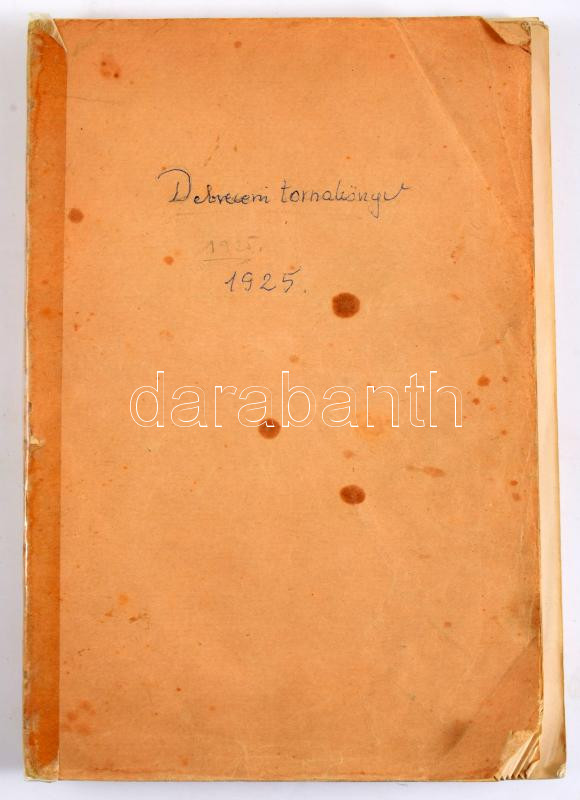 Debreceni tornakönyv
1925.
1925.
darabanth